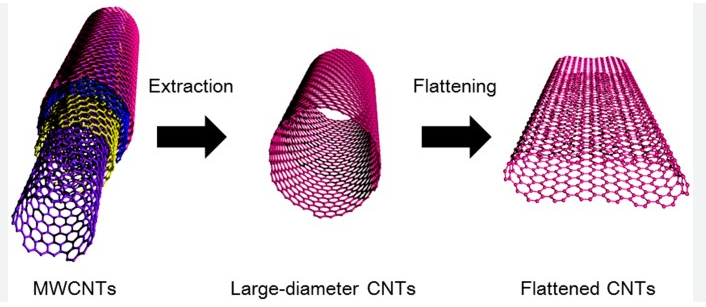 Extraction
Flattening
MWCNTs
Large-diameter CNTs
Flattened CNTs